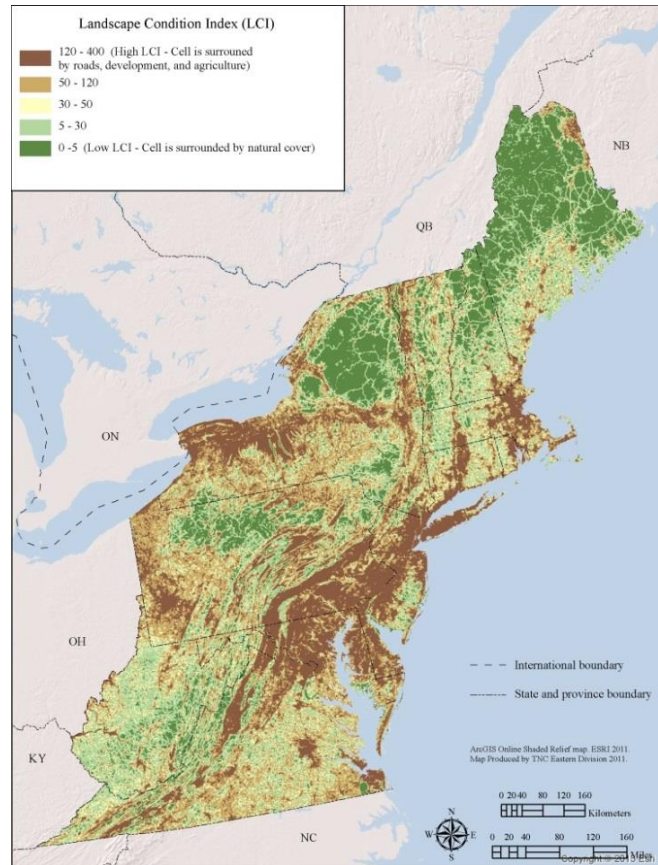 Landscape Condition Index (LCI)
120 - 400 (High LCI - Cell is surrouned
by roads, development, and agriculture)
50 - 120
30 - 50
5 - 30
0 -5 (Low LCI - Cell is surrounded by natural cover)
NB
QB
ON
OH
KY
NC
International boundary
State and province boundary
ArcGIS Online Shaded Relief map. ESRI 2011.
Map Produced by TNC Eastern Division 2011.
0 20 40 80 120 160
Kilometers
N
W E
S
0 20 40 80 120 160
Miles